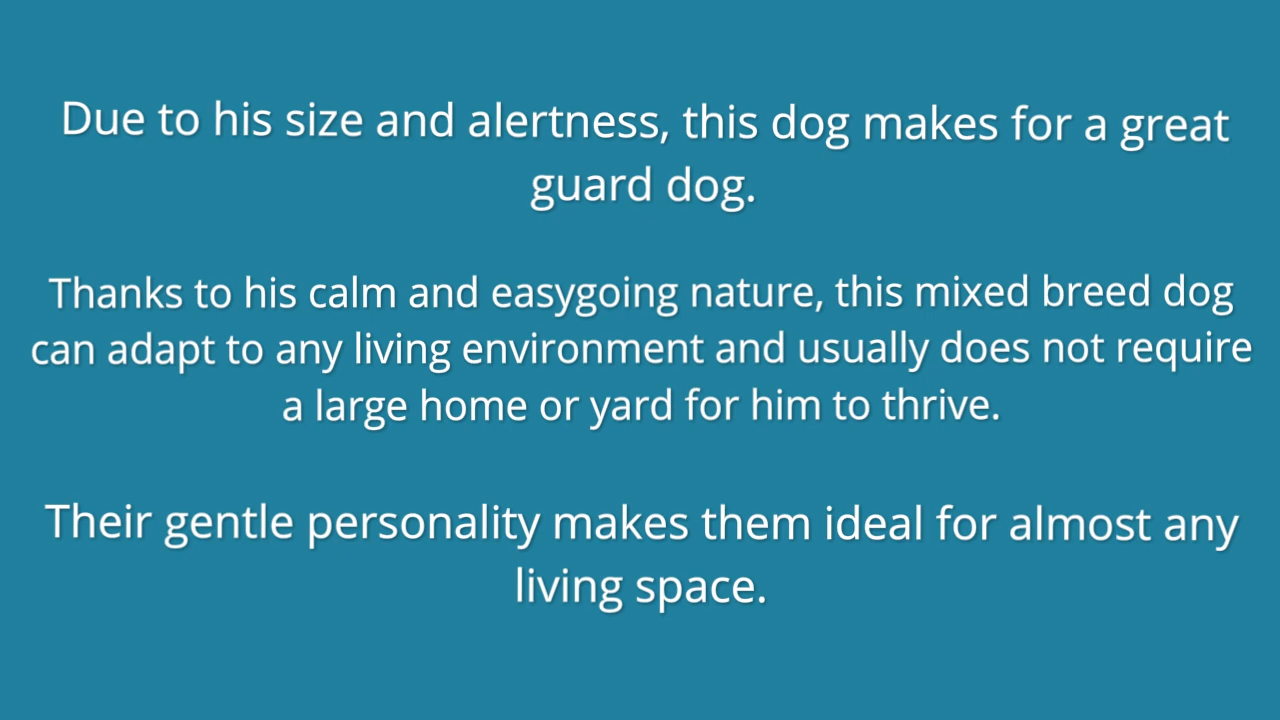 Due to his size and alertness, this dog makes for a great
guard dog.
Thanks to his calm and easygoing nature, this mixed breed dog
can adapt to any living environment and usually does not require
a large home or yard for him to thrive.
Their gentle personality makes them ideal for almost any
living space.